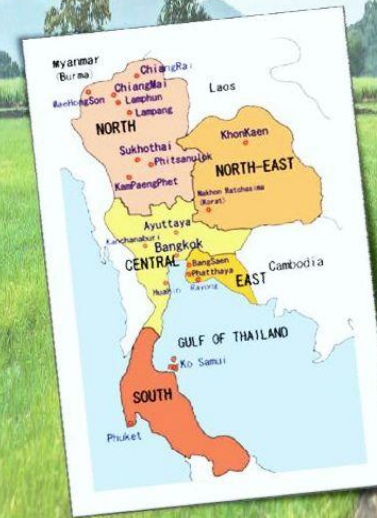 Myanmar
(Burma)
ChiangRai
Laos
ChiangMai
MaeHongSon
Lamphun
Lampang
NORTH
KhonKaen
Sukhothai
Phitsanulok
NORTH-EAST
KamPaengPhet
Nakhon Ratchasima
(Korat)
Ayuttaya
Kanchanaburi
Bangkok
CENTRAL
BangSaen
Cambodia
Phatthaya
EAST
HuaHin
Rayong
GULF OF THAILAND
Ko Samui
SOUTH
Phuket